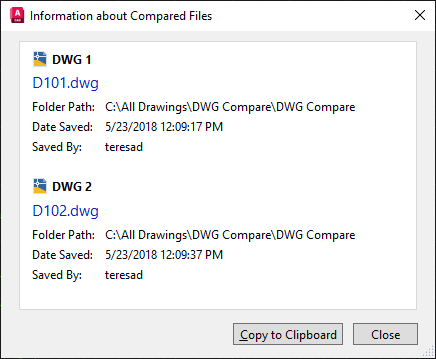 Information about Compared Files
DWG 1
D101.dwg
Folder Path: C:\All Drawings\DWG Compare\DWG Compare
Date Saved: 5/23/2018 12:09:17 PM
Saved By: teresad
DWG 2
D102.dwg
Folder Path: C:\All Drawings\DWG Compare\DWG Compare
Date Saved: 5/23/2018 12:09:37 PM
Saved By: teresad
Copy to Clipboard Close